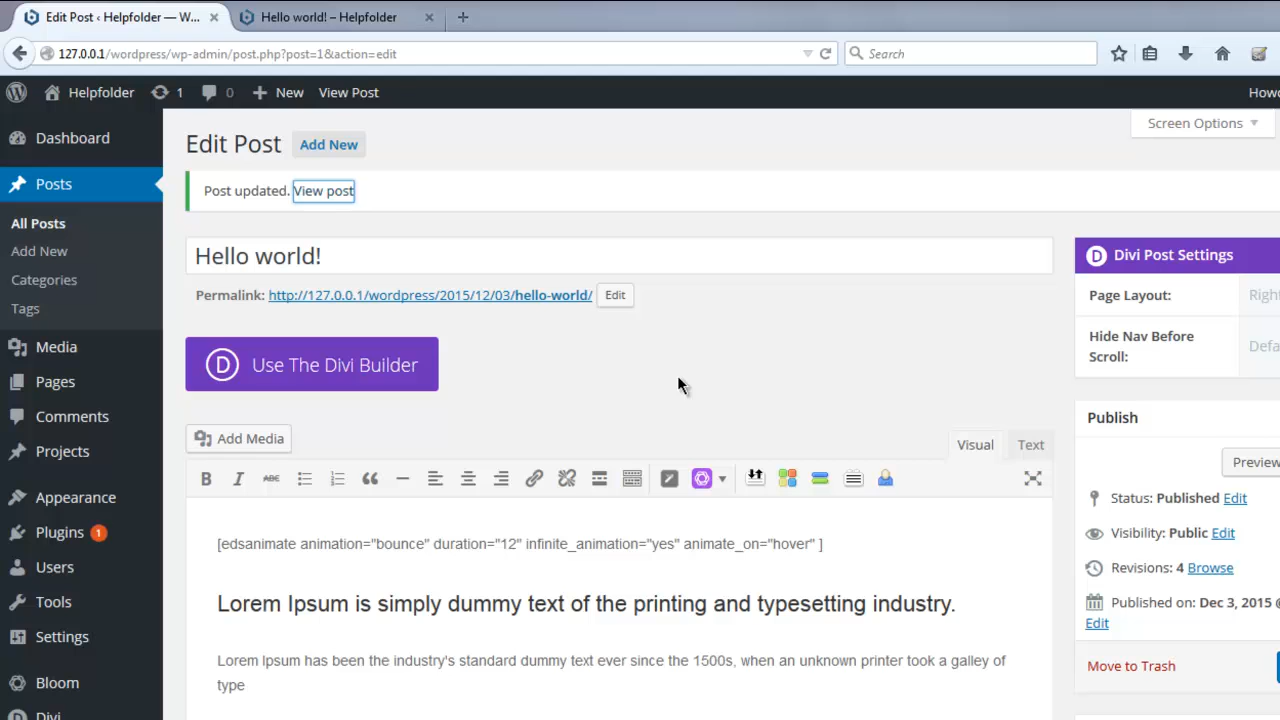 Edit Post ‹ Helpfolder — W...
Hello world! – Helpfolder
127.0.0.1/wordpress/wp-admin/post.php?post=1&action=edit
Search
Helpfolder
1
0
New
View Post
Howd
Dashboard
Posts
All Posts
Add New
Categories
Tags
Media
Pages
Comments
Projects
Appearance
Plugins 1
Users
Tools
Settings
Bloom
Divi
Screen Options
Edit Post
Add New
Post updated. View post
Hello world!
Permalink: http://127.0.0.1/wordpress/2015/12/03/hello-world/ Edit
D Use The Divi Builder
Add Media
Visual
Text
B I ABC
[edsanimate animation="bounce" duration="12" infinite_animation="yes" animate_on="hover" ]
Lorem Ipsum is simply dummy text of the printing and typesetting industry.
Lorem Ipsum has been the industry's standard dummy text ever since the 1500s, when an unknown printer took a galley of
type
D Divi Post Settings
Page Layout:
Right
Hide Nav Before
Scroll:
Defa
Publish
Preview
Status: Published Edit
Visibility: Public Edit
Revisions: 4 Browse
Published on: Dec 3, 2015 @
Edit
Move to Trash